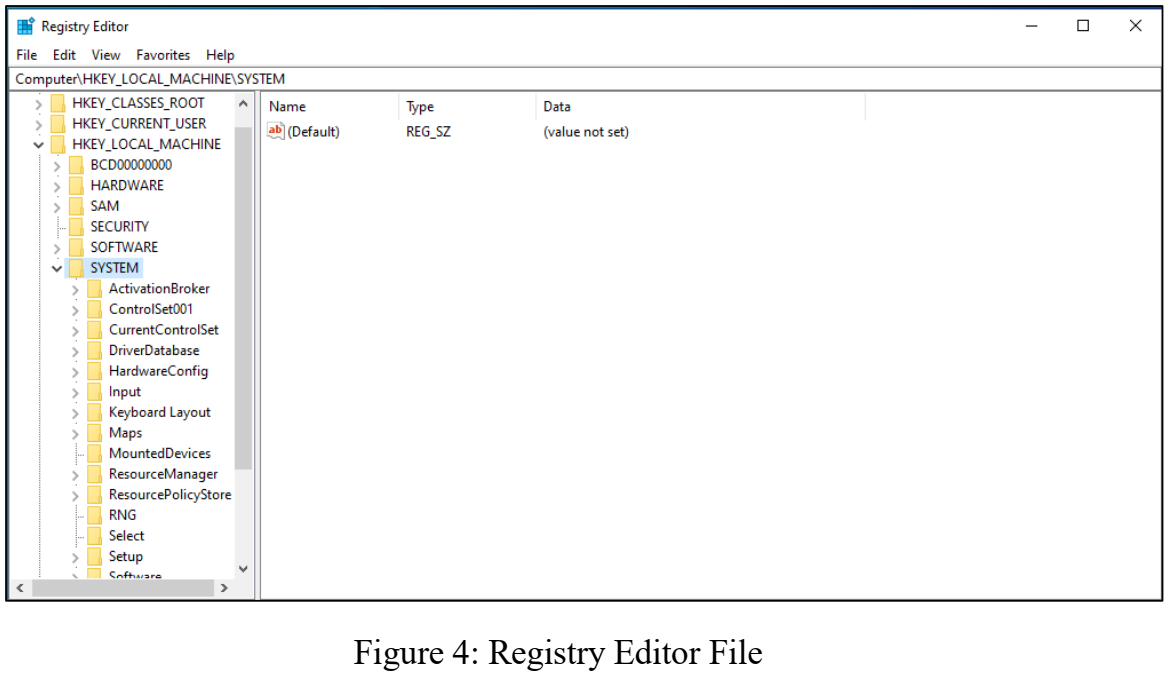 Registry Editor
File Edit View Favorites Help
Computer\HKEY_LOCAL_MACHINE\SYSTEM
HKEY_CLASSES_ROOT
HKEY_CURRENT_USER
HKEY_LOCAL_MACHINE
BCD00000000
HARDWARE
SAM
SECURITY
SOFTWARE
SYSTEM
ActivationBroker
ControlSet001
CurrentControlSet
DriverDatabase
HardwareConfig
Input
Keyboard Layout
Maps
MountedDevices
ResourceManager
ResourcePolicyStore
RNG
Select
Setup
Software
Name Type Data
ab (Default) REG_SZ (value not set)
Figure 4: Registry Editor File